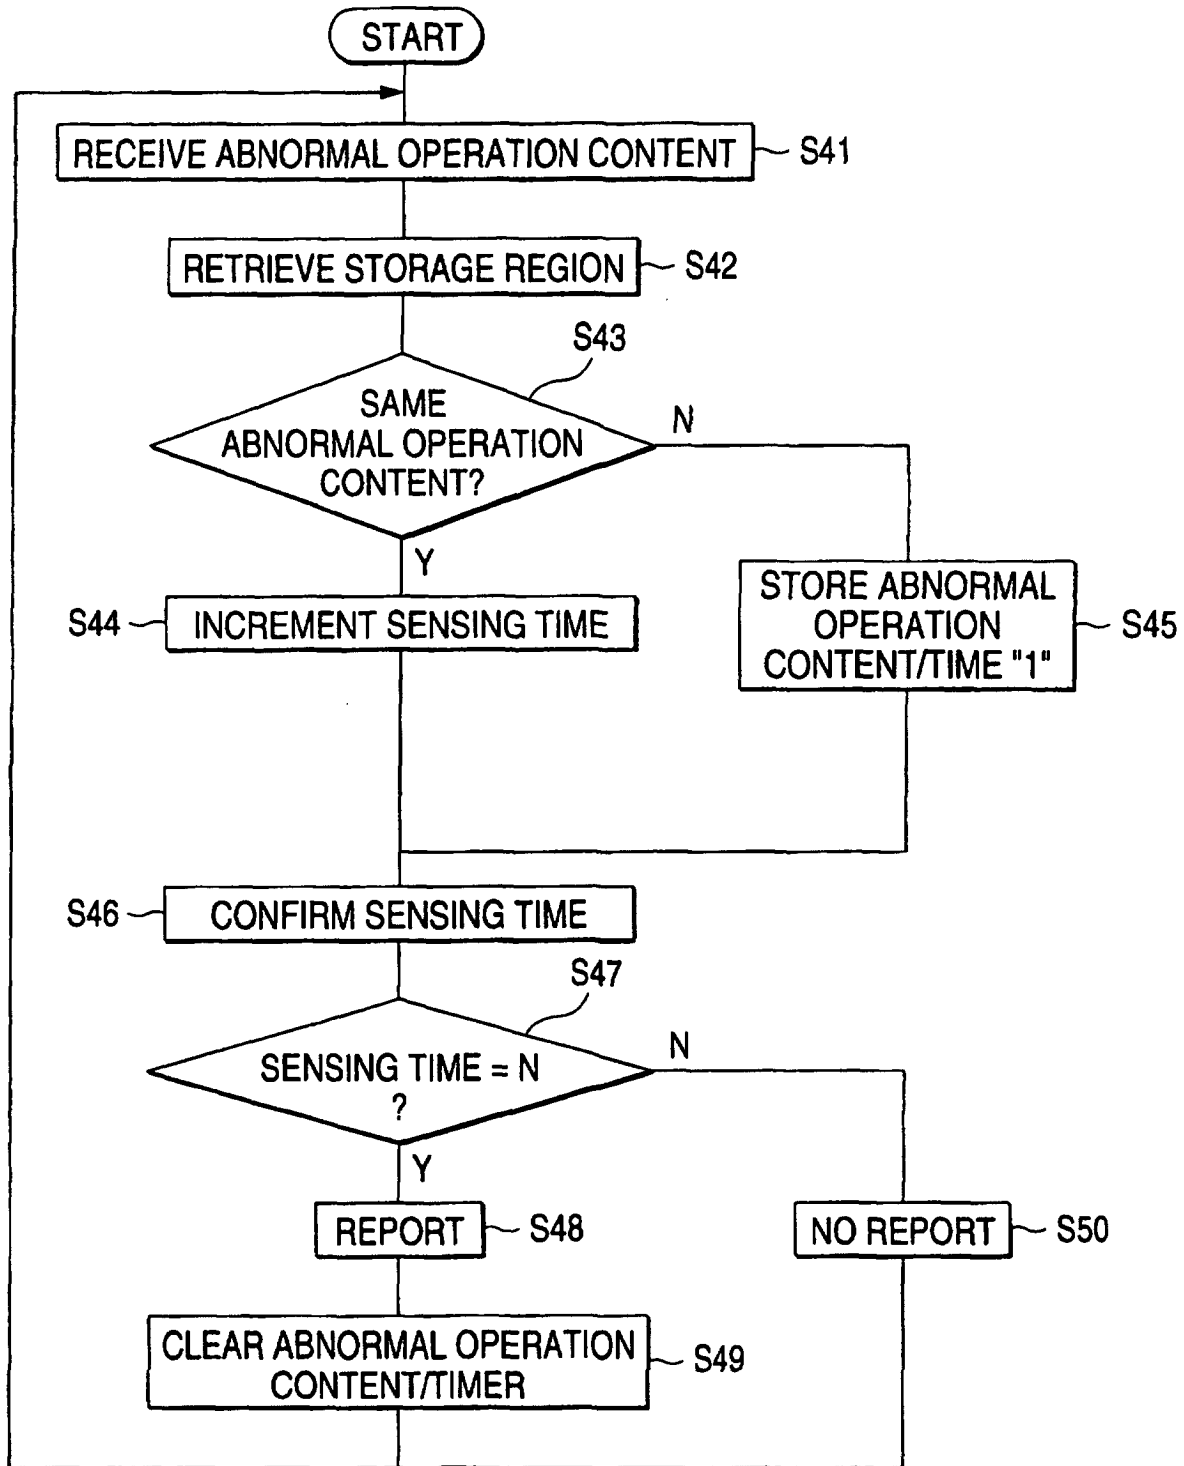 START
RECEIVE ABNORMAL OPERATION CONTENT
S41
RETRIEVE STORAGE REGION
S42
S43
SAME
ABNORMAL OPERATION
CONTENT?
N
Y
S44
INCREMENT SENSING TIME
STORE ABNORMAL
OPERATION
CONTENT/TIME "1"
S45
S46
CONFIRM SENSING TIME
S47
SENSING TIME = N
?
N
Y
REPORT
S48
NO REPORT
S50
CLEAR ABNORMAL OPERATION
CONTENT/TIMER
S49